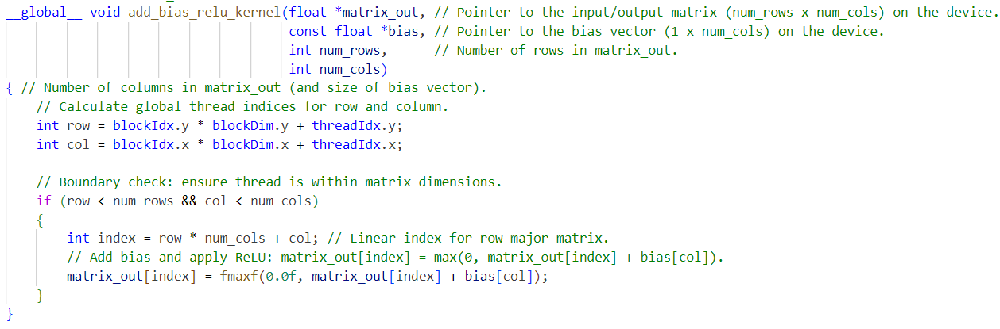 __global__ void add_bias_relu_kernel(float *matrix_out, // Pointer to the input/output matrix (num_rows x num_cols) on the device.
const float *bias, // Pointer to the bias vector (1 x num_cols) on the device.
int num_rows, // Number of rows in matrix_out.
int num_cols)
{ // Number of columns in matrix_out (and size of bias vector).
// Calculate global thread indices for row and column.
int row = blockIdx.y * blockDim.y + threadIdx.y;
int col = blockIdx.x * blockDim.x + threadIdx.x;
// Boundary check: ensure thread is within matrix dimensions.
if (row < num_rows && col < num_cols)
{
int index = row * num_cols + col; // Linear index for row-major matrix.
// Add bias and apply ReLU: matrix_out[index] = max(0, matrix_out[index] + bias[col]).
matrix_out[index] = fmaxf(0.0f, matrix_out[index] + bias[col]);
}
}